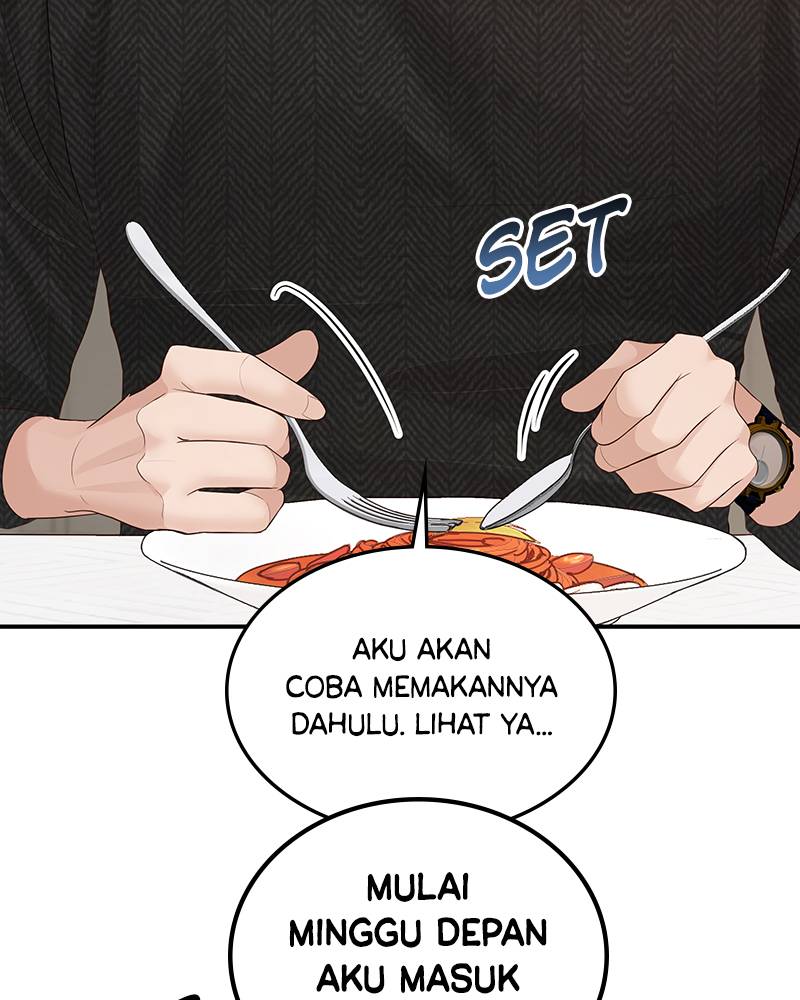 SET
AKU AKAN
COBA MEMAKANNYA
DAHULU. LIHAT YA...
MULAI
MINGGU DEPAN
AKU MASUK